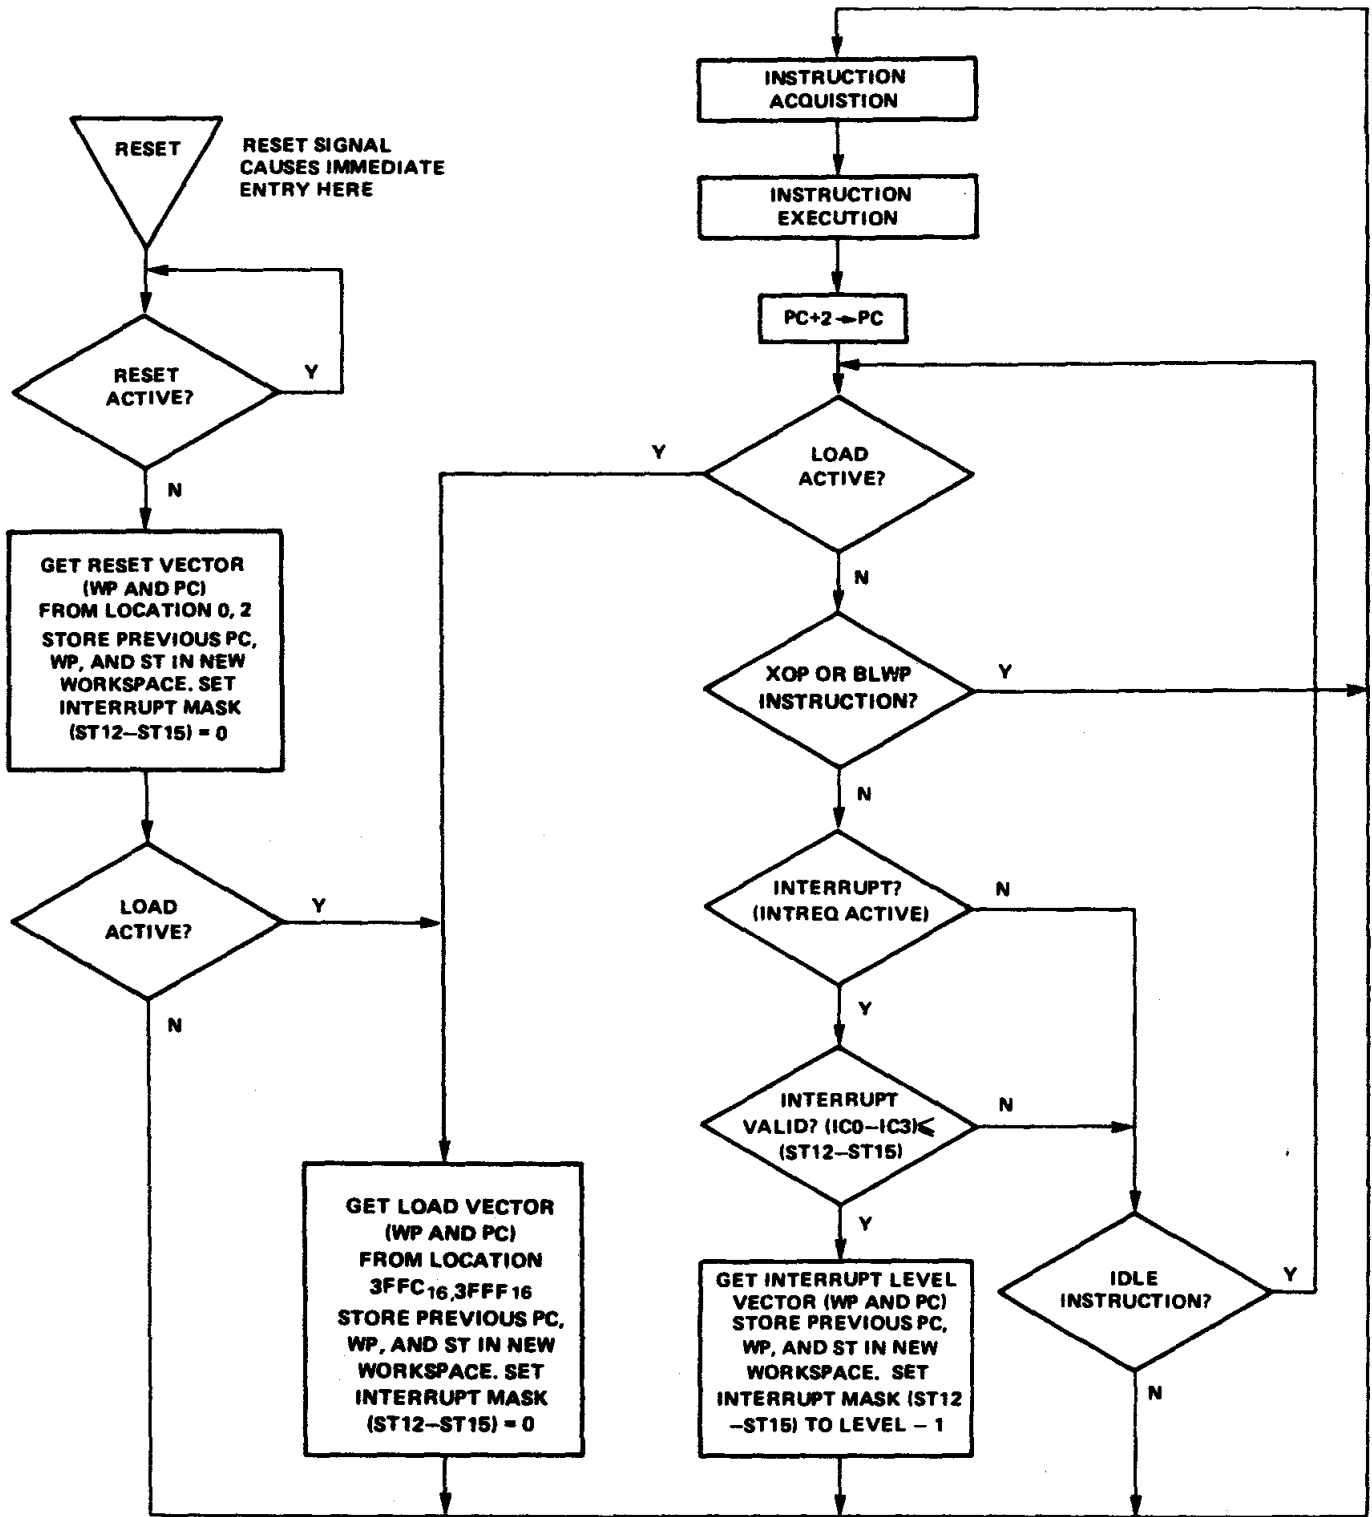 RESET
RESET SIGNAL
CAUSES IMMEDIATE
ENTRY HERE
RESET
ACTIVE?
Y
N
GET RESET VECTOR
(WP AND PC)
FROM LOCATION 0, 2
STORE PREVIOUS PC,
WP, AND ST IN NEW
WORKSPACE. SET
INTERRUPT MASK
(ST12–ST15) = 0
LOAD
ACTIVE?
Y
N
GET LOAD VECTOR
(WP AND PC)
FROM LOCATION
3FFC16,3FFF16
STORE PREVIOUS PC,
WP, AND ST IN NEW
WORKSPACE. SET
INTERRUPT MASK
(ST12–ST15) = 0
INSTRUCTION
ACQUISTION
INSTRUCTION
EXECUTION
PC+2→PC
LOAD
ACTIVE?
Y
N
XOP OR BLWP
INSTRUCTION?
Y
N
INTERRUPT?
(INTREQ ACTIVE)
N
Y
INTERRUPT
VALID? (IC0–IC3)⩽
(ST12–ST15)
N
Y
GET INTERRUPT LEVEL
VECTOR (WP AND PC)
STORE PREVIOUS PC,
WP, AND ST IN NEW
WORKSPACE. SET
INTERRUPT MASK (ST12
–ST15) TO LEVEL – 1
IDLE
INSTRUCTION?
Y
N